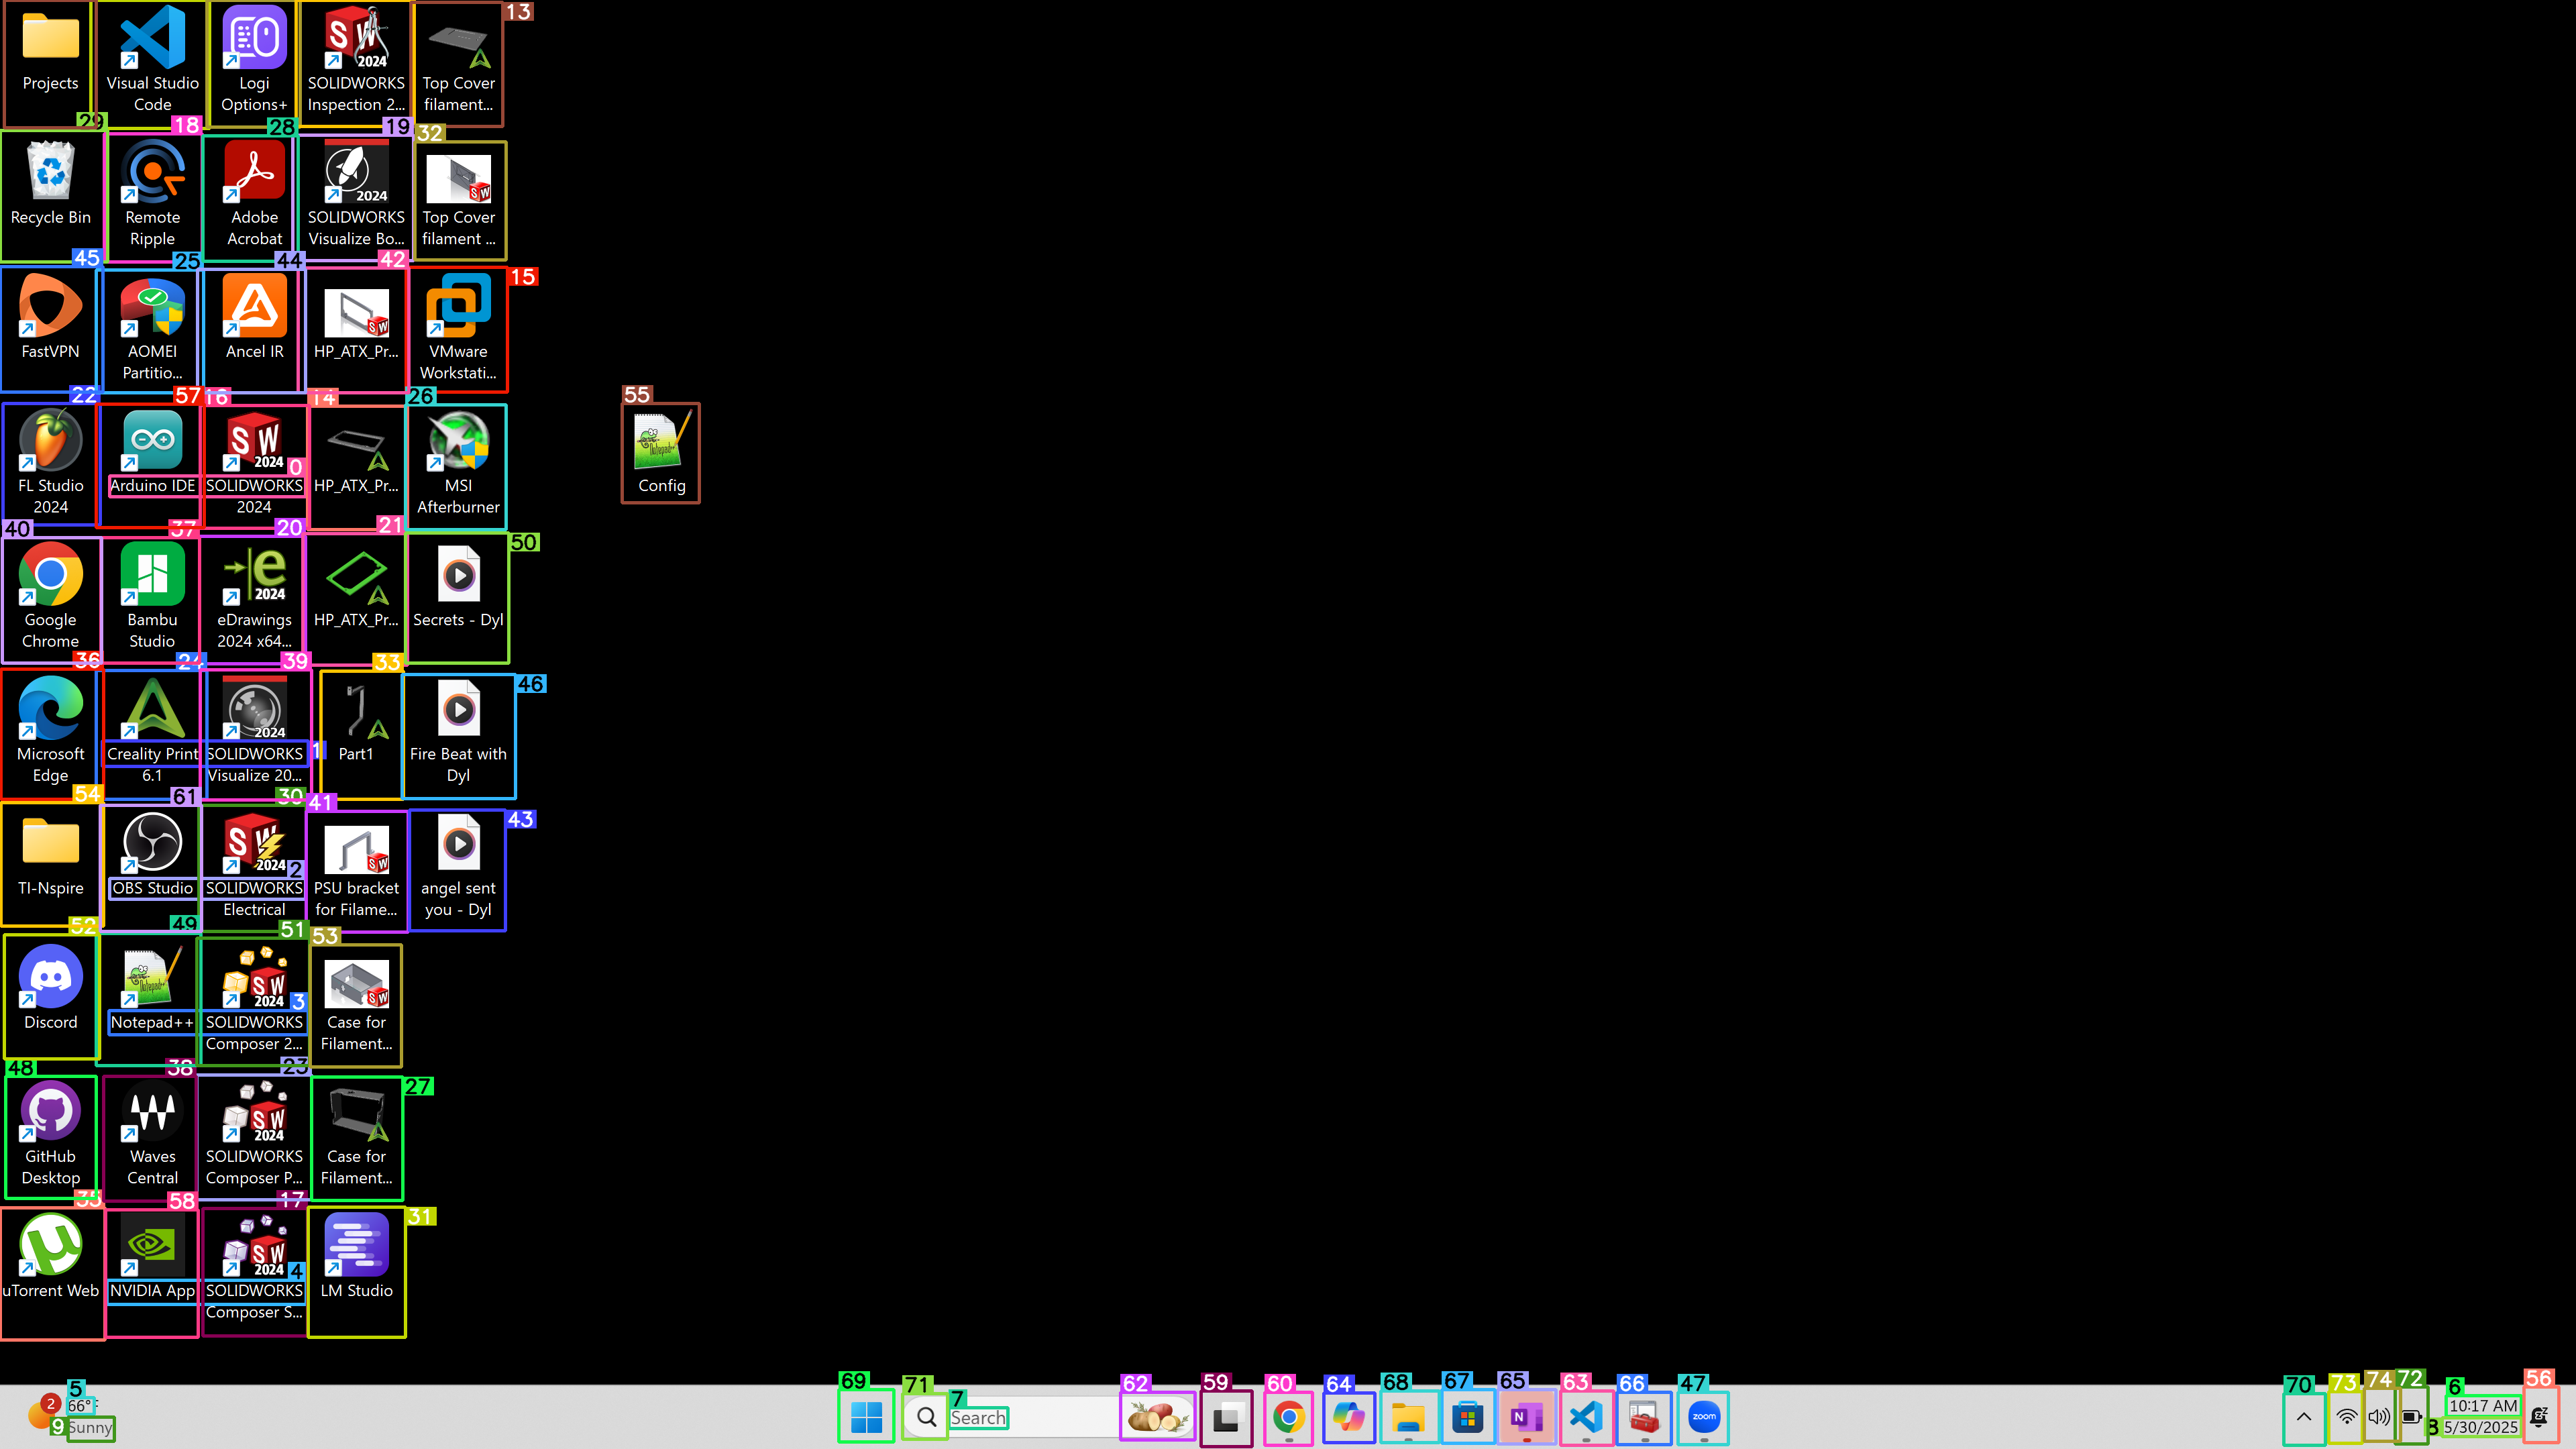 Projects
Visual Studio
Code
Logi
Options+
SOLIDWORKS
Inspection 2...
Top Cover
filament...
Recycle Bin
Remote
Ripple
Adobe
Acrobat
SOLIDWORKS
Visualize Bo...
Top Cover
filament ...
FastVPN
AOMEI
Partitio...
Ancel IR
HP_ATX_Pr...
VMware
Workstati...
FL Studio
2024
Arduino IDE
SOLIDWORKS
2024
HP_ATX_Pr...
MSI
Afterburner
Config
Google
Chrome
Bambu
Studio
eDrawings
2024 x64...
HP_ATX_Pr...
Secrets - Dyl
Microsoft
Edge
Creality Print
6.1
SOLIDWORKS
Visualize 20...
Part1
Fire Beat with
Dyl
TI-Nspire
OBS Studio
SOLIDWORKS
Electrical
PSU bracket
for Filame...
angel sent
you - Dyl
Discord
Notepad++
SOLIDWORKS
Composer 2...
Case for
Filament...
GitHub
Desktop
Waves
Central
SOLIDWORKS
Composer P...
Case for
Filament...
uTorrent Web
NVIDIA App
SOLIDWORKS
Composer S...
LM Studio
2
66°F
Sunny
Search
zoom
10:17 AM
5/30/2025